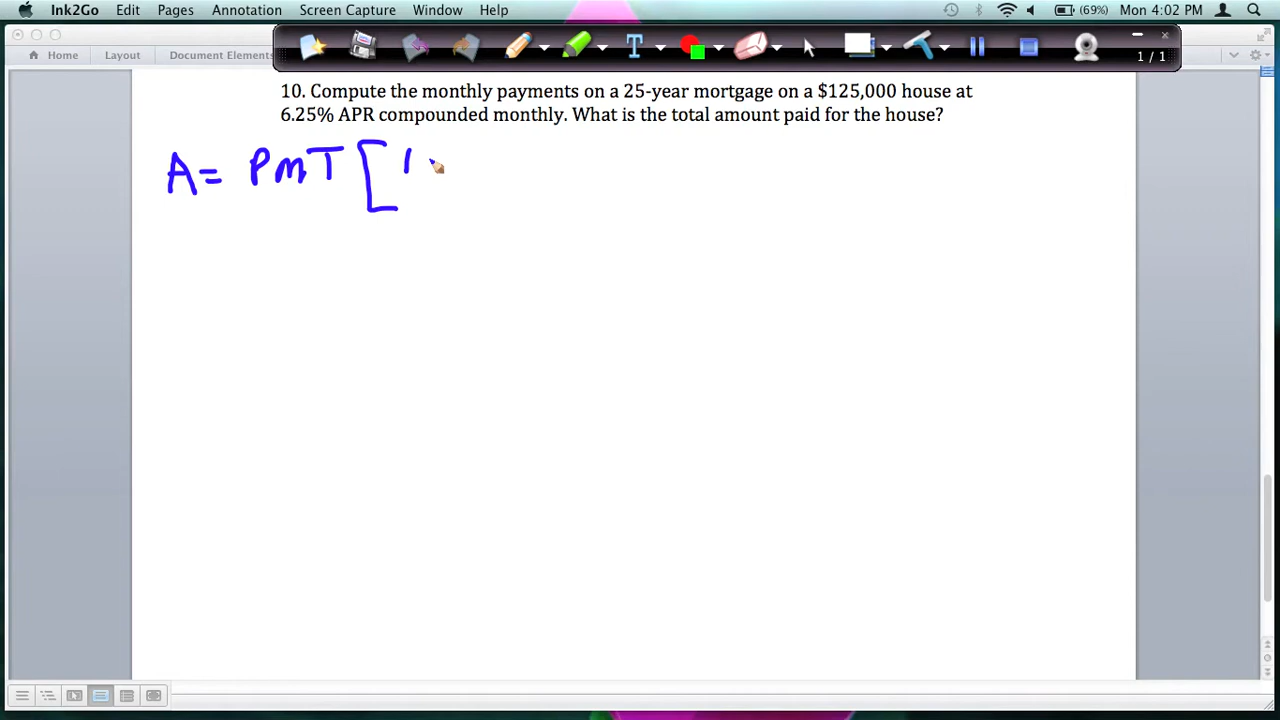 Ink2Go Edit Pages Annotation Screen Capture Window Help (69%) Mon 4:02 PM
T
1 / 1
Home Layout Document Elements
10. Compute the monthly payments on a 25-year mortgage on a $125,000 house at
6.25% APR compounded monthly. What is the total amount paid for the house?
A= PmT [ 1